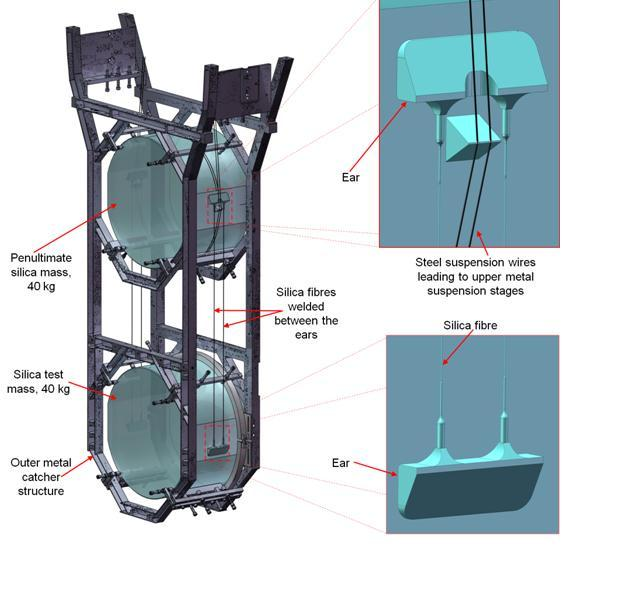 Ear
Penultimate
silica mass,
40 kg
Steel suspension wires
leading to upper metal
suspension stages
Silica fibres
welded
between the
ears
Silica fibre
Silica test
mass, 40 kg
Ear
Outer metal
catcher
structure